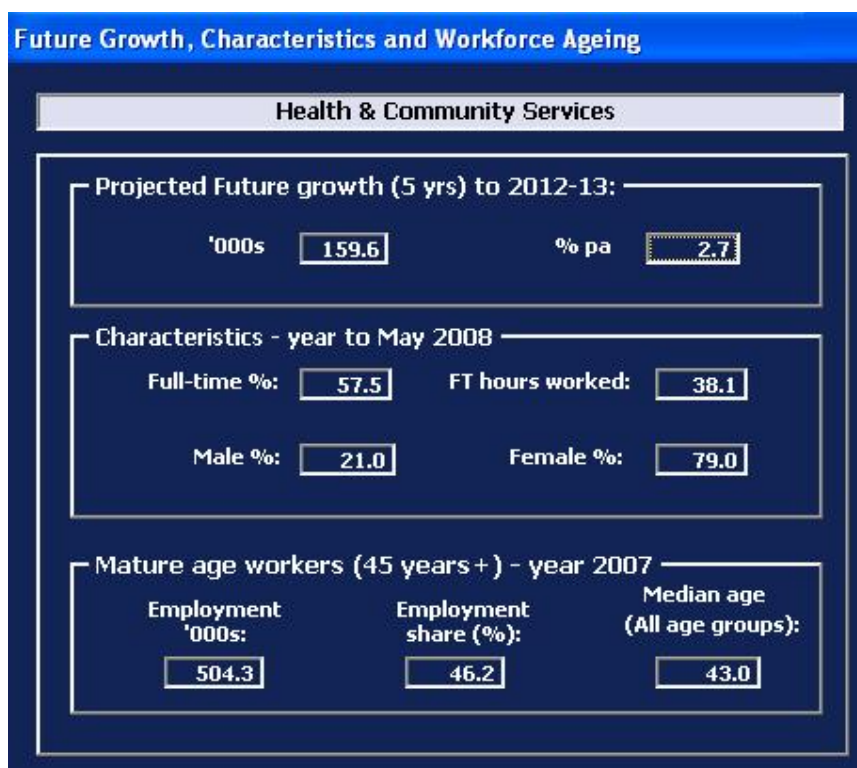 Future Growth, Characteristics and Workforce Ageing
Health & Community Services
Projected Future growth (5 yrs) to 2012-13:
'000s 159.6 % pa 2.7
Characteristics - year to May 2008
Full-time %: 57.5 FT hours worked: 38.1
Male %: 21.0 Female %: 79.0
Mature age workers (45 years+) - year 2007
Employment '000s: Employment share (%): Median age (All age groups):
504.3 46.2 43.0